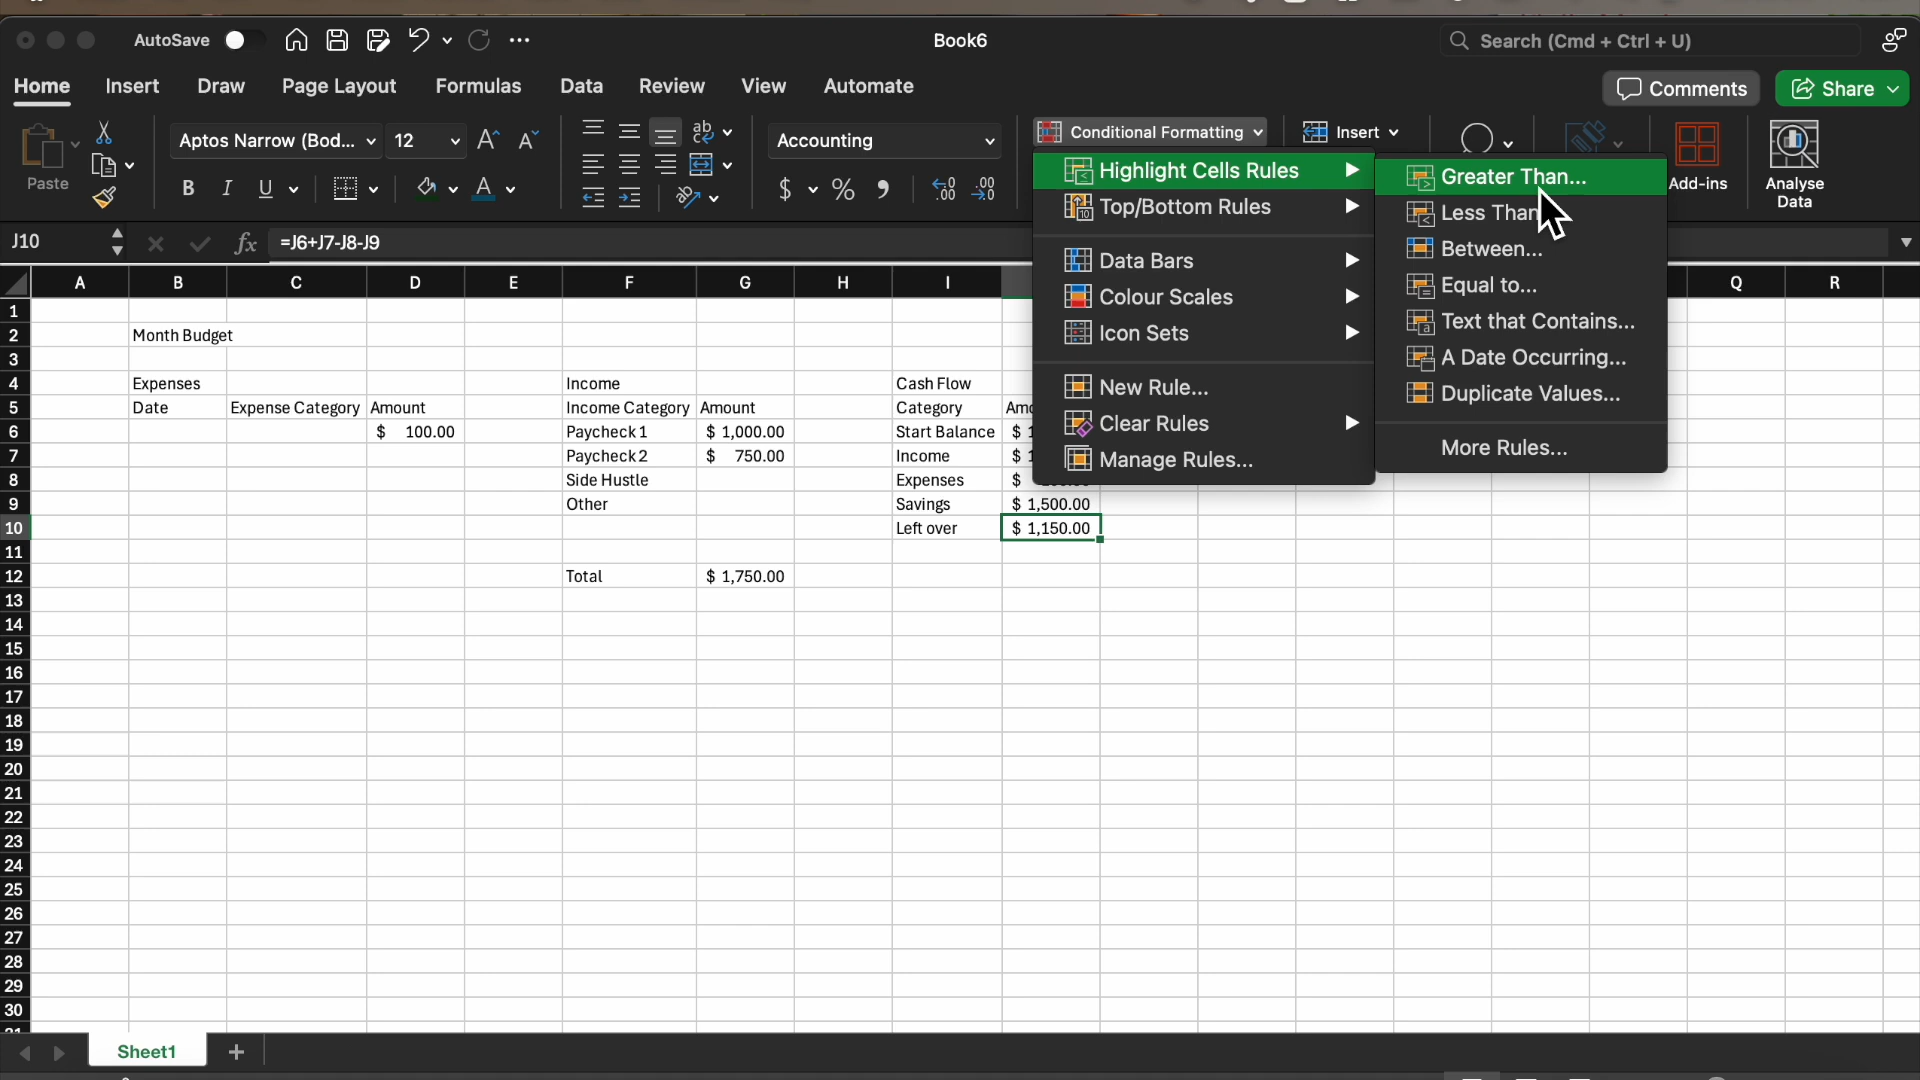 AutoSave
Book6
Search (Cmd + Ctrl + U)
Home Insert Draw Page Layout Formulas Data Review View Automate
Comments Share
Paste
Aptos Narrow (Bod... 12
Accounting
Conditional Formatting
Insert
Add-ins
Analyse
Data
Highlight Cells Rules
Top/Bottom Rules
Data Bars
Colour Scales
Icon Sets
New Rule...
Clear Rules
Manage Rules...
Greater Than...
Less Than
Between...
Equal to...
Text that Contains...
A Date Occurring...
Duplicate Values...
More Rules...
J10 fx =J6+J7-J8-J9
A B C D E F G H I Q R
1
2 Month Budget
3
4 Expenses Income Cash Flow
5 Date Expense Category Amount Income Category Amount Category
6 $ 100.00 Paycheck 1 $ 1,000.00 Start Balance $
7 Paycheck 2 $ 750.00 Income $
8 Side Hustle Expenses $
9 Other Savings $ 1,500.00
10 Left over $ 1,150.00
11
12 Total $ 1,750.00
13
14
15
16
17
18
19
20
21
22
23
24
25
26
27
28
29
30
Sheet1